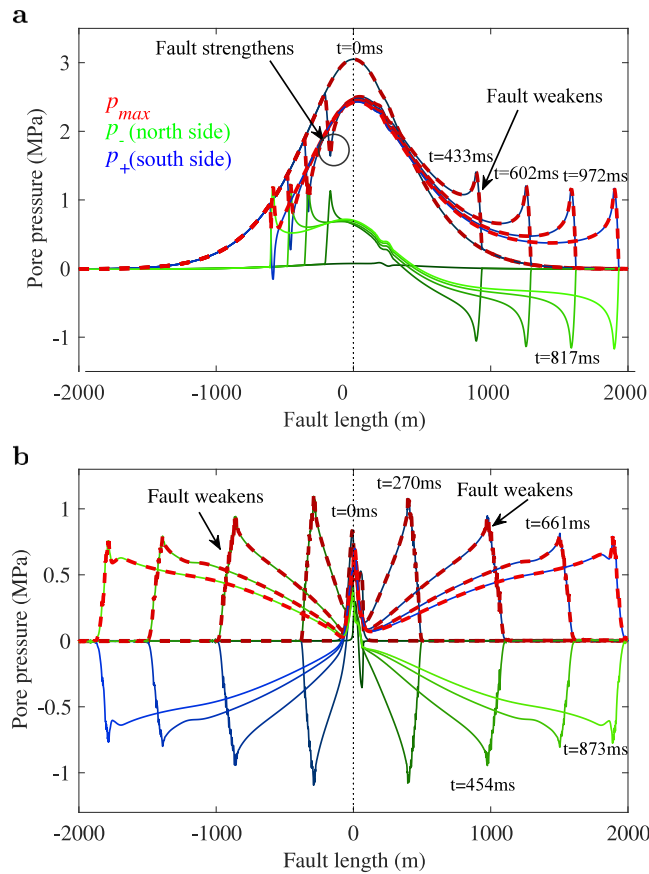 a
Fault strengthens
t=0ms
p_max
p_-(north side)
p_+(south side)
Fault weakens
t=433ms
t=602ms
t=972ms
t=817ms
Pore pressure (MPa)
3
2
1
0
-1
-2000
-1000
0
1000
2000
Fault length (m)
b
t=270ms
Fault weakens
t=0ms
Fault weakens
t=661ms
t=873ms
t=454ms
Pore pressure (MPa)
1
0.5
0
-0.5
-1
-2000
-1000
0
1000
2000
Fault length (m)